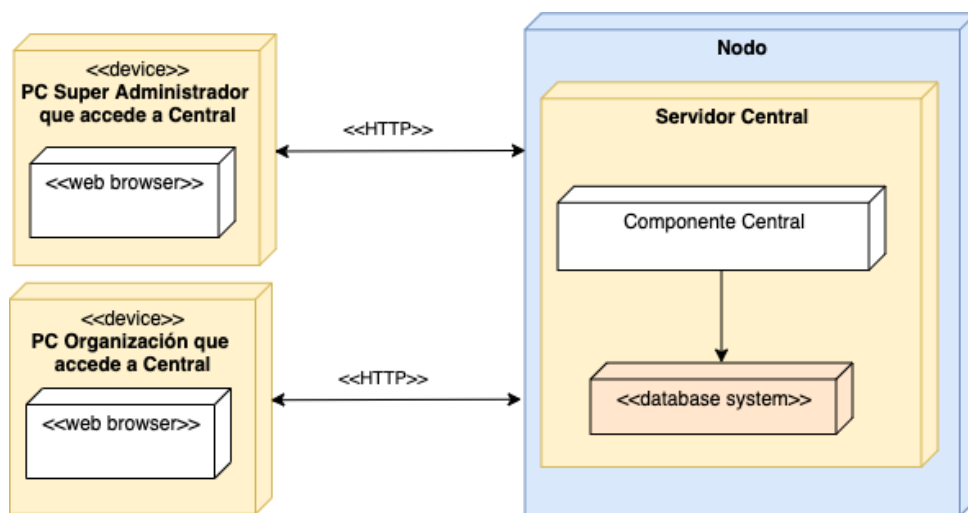 <<device>>
PC Super Administrador
que accede a Central
<<web browser>>
<<HTTP>>
<<device>>
PC Organización que
accede a Central
<<web browser>>
<<HTTP>>
Nodo
Servidor Central
Componente Central
<<database system>>